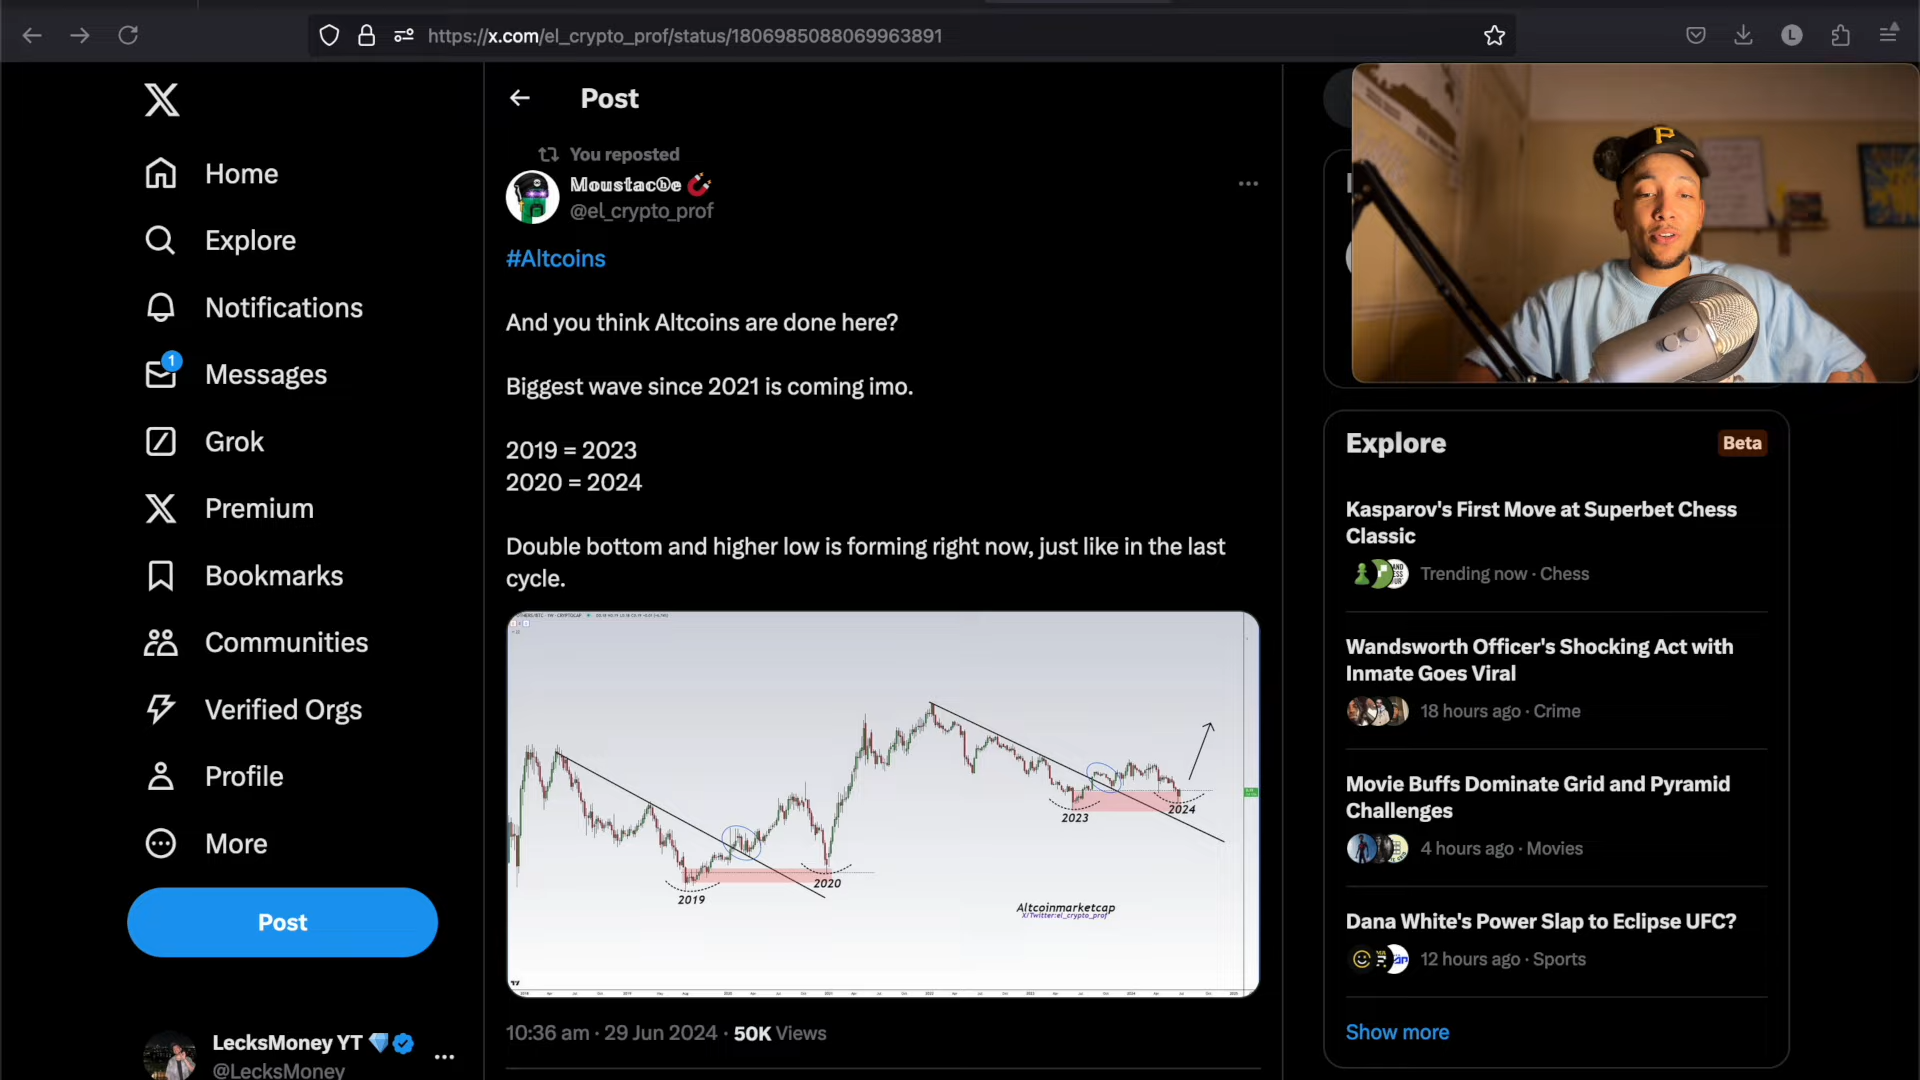 https://x.com/el_crypto_prof/status/1806985088069963891
L
Home
Explore
Notifications
1
Messages
Grok
Premium
Bookmarks
Communities
Verified Orgs
Profile
More
Post
LecksMoney YT
@LecksMoney
Post
You reposted
𝕄𝕠𝕦𝕤𝕥𝕒𝕔ⓗ𝕖
@el_crypto_prof
#Altcoins
And you think Altcoins are done here?
Biggest wave since 2021 is coming imo.
2019 = 2023
2020 = 2024
Double bottom and higher low is forming right now, just like in the last
cycle.
2019
2020
2023
2024
Altcoinmarketcap
X/Twitter:el_crypto_prof
10:36 am · 29 Jun 2024 · 50K Views
P
Explore
Beta
Kasparov's First Move at Superbet Chess
Classic
Trending now · Chess
Wandsworth Officer's Shocking Act with
Inmate Goes Viral
18 hours ago · Crime
Movie Buffs Dominate Grid and Pyramid
Challenges
4 hours ago · Movies
Dana White's Power Slap to Eclipse UFC?
12 hours ago · Sports
Show more